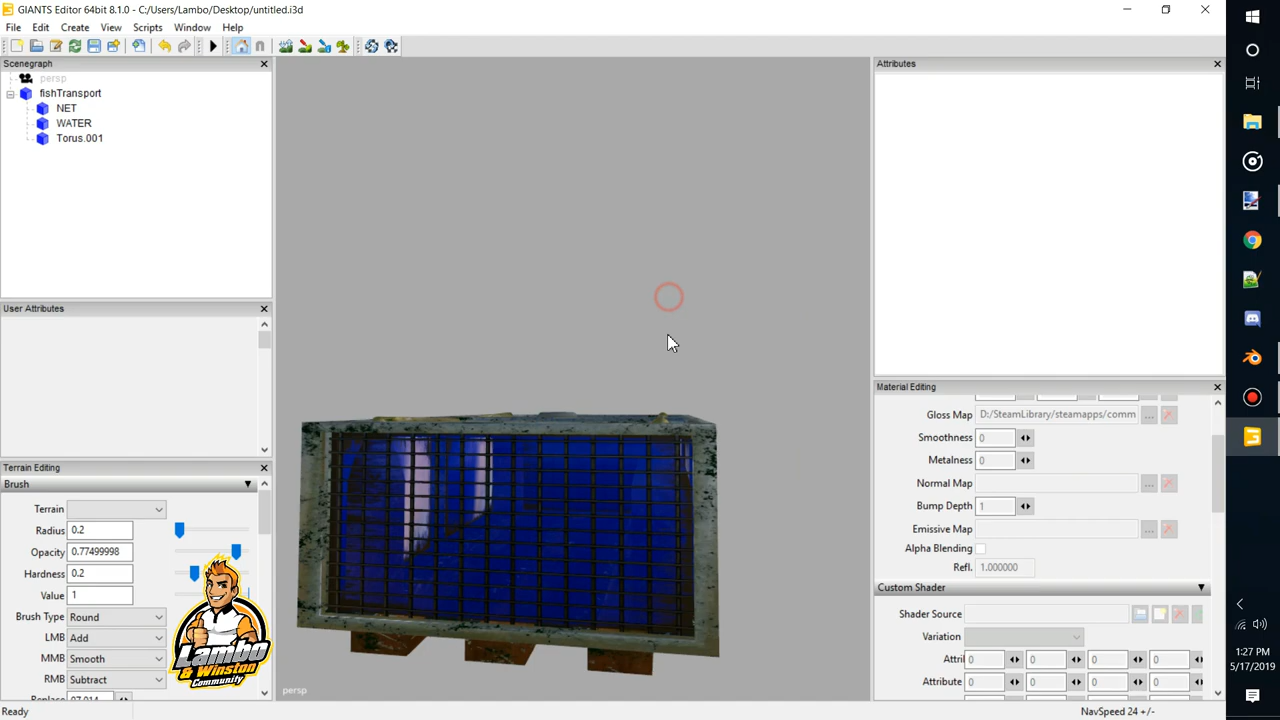 GIANTS Editor 64bit 8.1.0 - C:/Users/Lambo/Desktop/untitled.i3d
File Edit Create View Scripts Window Help
Scenegraph
persp
fishTransport
NET
WATER
Torus.001
User Attributes
Terrain Editing
Brush
Terrain
Radius 0.2
Opacity 0.77499998
Hardness 0.2
Value 1
Brush Type Round
LMB Add
MMB Smooth
RMB Subtract
Lambo
& Winston
Community
persp
Attributes
Material Editing
Gloss Map D:/SteamLibrary/steamapps/comm ...
Smoothness 0
Metalness 0
Normal Map ...
Bump Depth 1
Emissive Map ...
Alpha Blending
Refl. 1.000000
Custom Shader
Shader Source
Variation
Attril 0 0 0 0
Attribute 0 0 0 0
Ready
NavSpeed 24 +/-
1:27 PM
5/17/2019